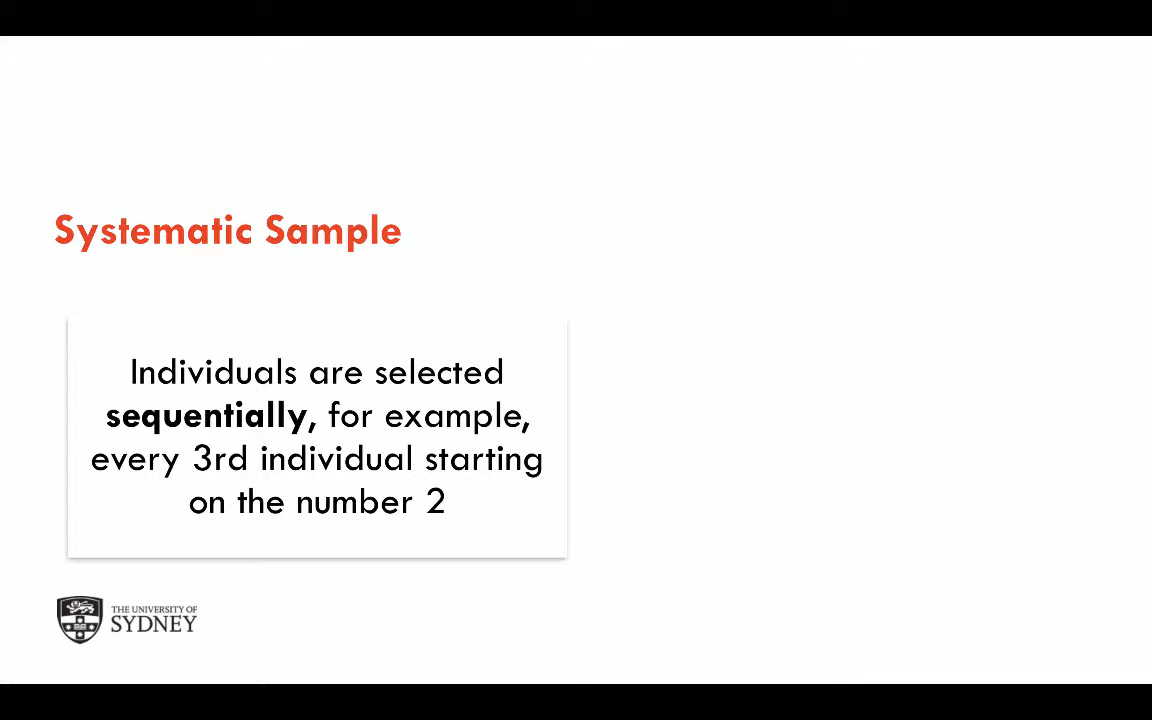 Systematic Sample
Individuals are selected
sequentially, for example,
every 3rd individual starting
on the number 2
THE UNIVERSITY OF
SYDNEY